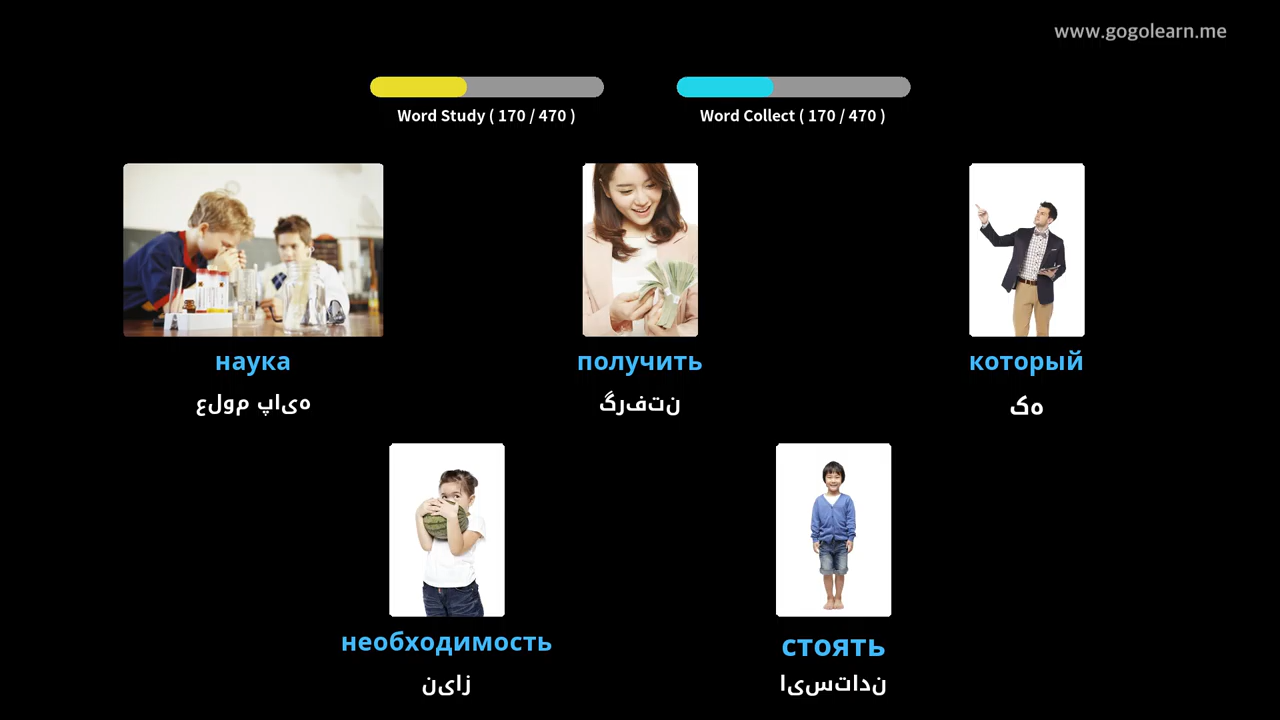 www.gogolearn.me
Word Study ( 170 / 470 )
Word Collect ( 170 / 470 )
наука
получить
который
علوم پایه
گرفتن
که
необходимость
стоять
نیاز
ایستادن